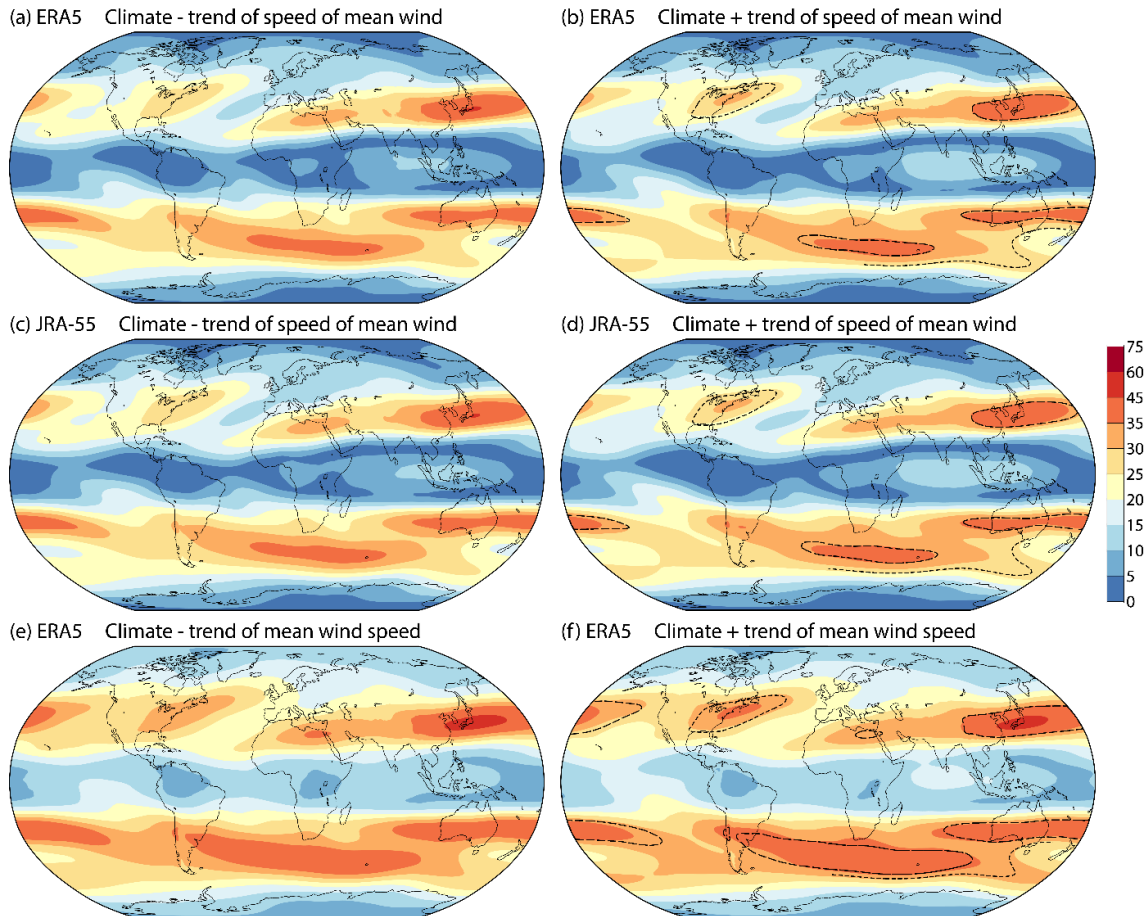 (a) ERA5 Climate - trend of speed of mean wind
(b) ERA5 Climate + trend of speed of mean wind
(c) JRA-55 Climate - trend of speed of mean wind
(d) JRA-55 Climate + trend of speed of mean wind
75
60
45
35
30
25
20
15
10
5
0
(e) ERA5 Climate - trend of mean wind speed
(f) ERA5 Climate + trend of mean wind speed